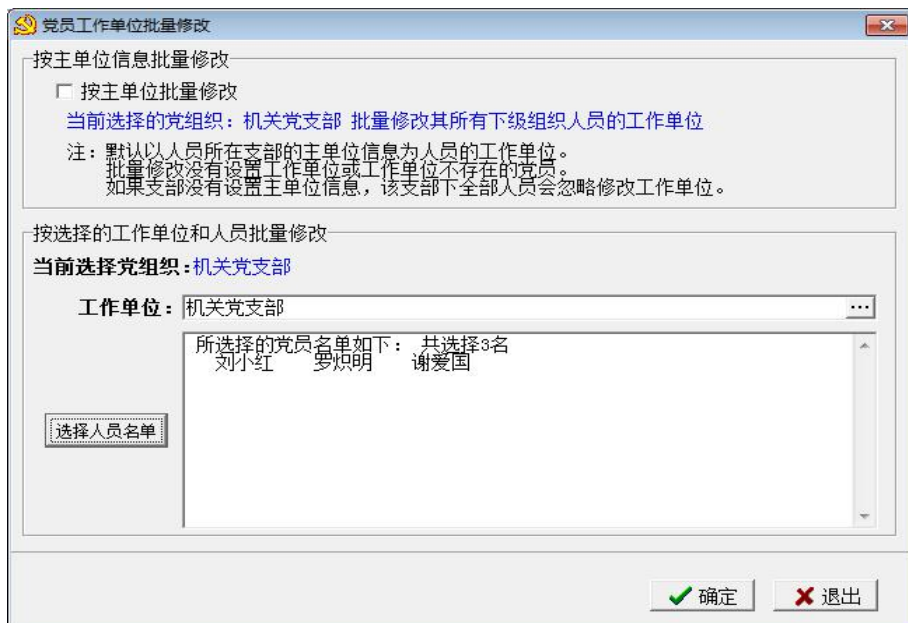 党员工作单位批量修改
按主单位信息批量修改
按主单位批量修改
当前选择的党组织：机关党支部 批量修改其所有下级组织人员的工作单位
注：默认以人员所在支部的主单位信息为人员的工作单位。
批量修改没有设置工作单位或工作单位不存在的党员。
如果支部没有设置主单位信息，该支部下全部人员会忽略修改工作单位。
按选择的工作单位和人员批量修改
当前选择党组织：机关党支部
工作单位：机关党支部 ...
所选择的党员名单如下： 共选择3名
刘小红 罗炽明 谢爱国
选择人员名单
确定 退出